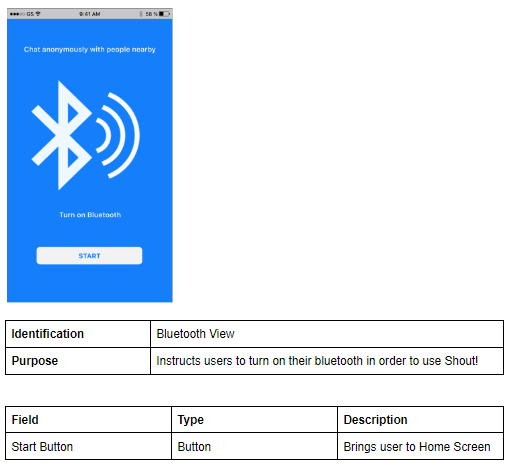 GS 9:41 AM 58 %
Chat anonymously with people nearby
Turn on Bluetooth
START
Identification Bluetooth View
Purpose Instructs users to turn on their bluetooth in order to use Shout!
Field Type Description
Start Button Button Brings user to Home Screen